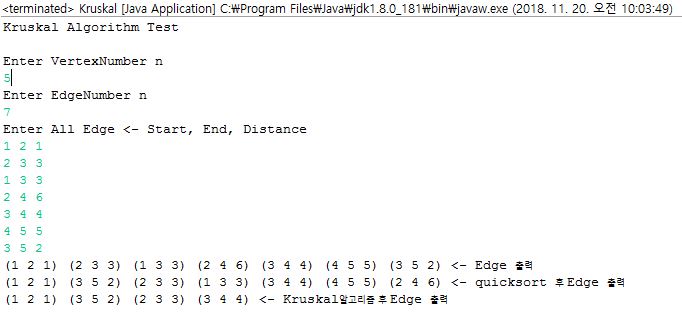 <terminated> Kruskal [Java Application] C:₩Program Files₩Java₩jdk1.8.0_181₩bin₩javaw.exe (2018. 11. 20. 오전 10:03:49)
Kruskal Algorithm Test
Enter VertexNumber n
5
Enter EdgeNumber n
7
Enter All Edge <- Start, End, Distance
1 2 1
2 3 3
1 3 3
2 4 6
3 4 4
4 5 5
3 5 2
(1 2 1) (2 3 3) (1 3 3) (2 4 6) (3 4 4) (4 5 5) (3 5 2) <- Edge 출력
(1 2 1) (3 5 2) (2 3 3) (1 3 3) (3 4 4) (4 5 5) (2 4 6) <- quicksort 후 Edge 출력
(1 2 1) (3 5 2) (2 3 3) (3 4 4) <- Kruskal알고리즘 후 Edge 출력